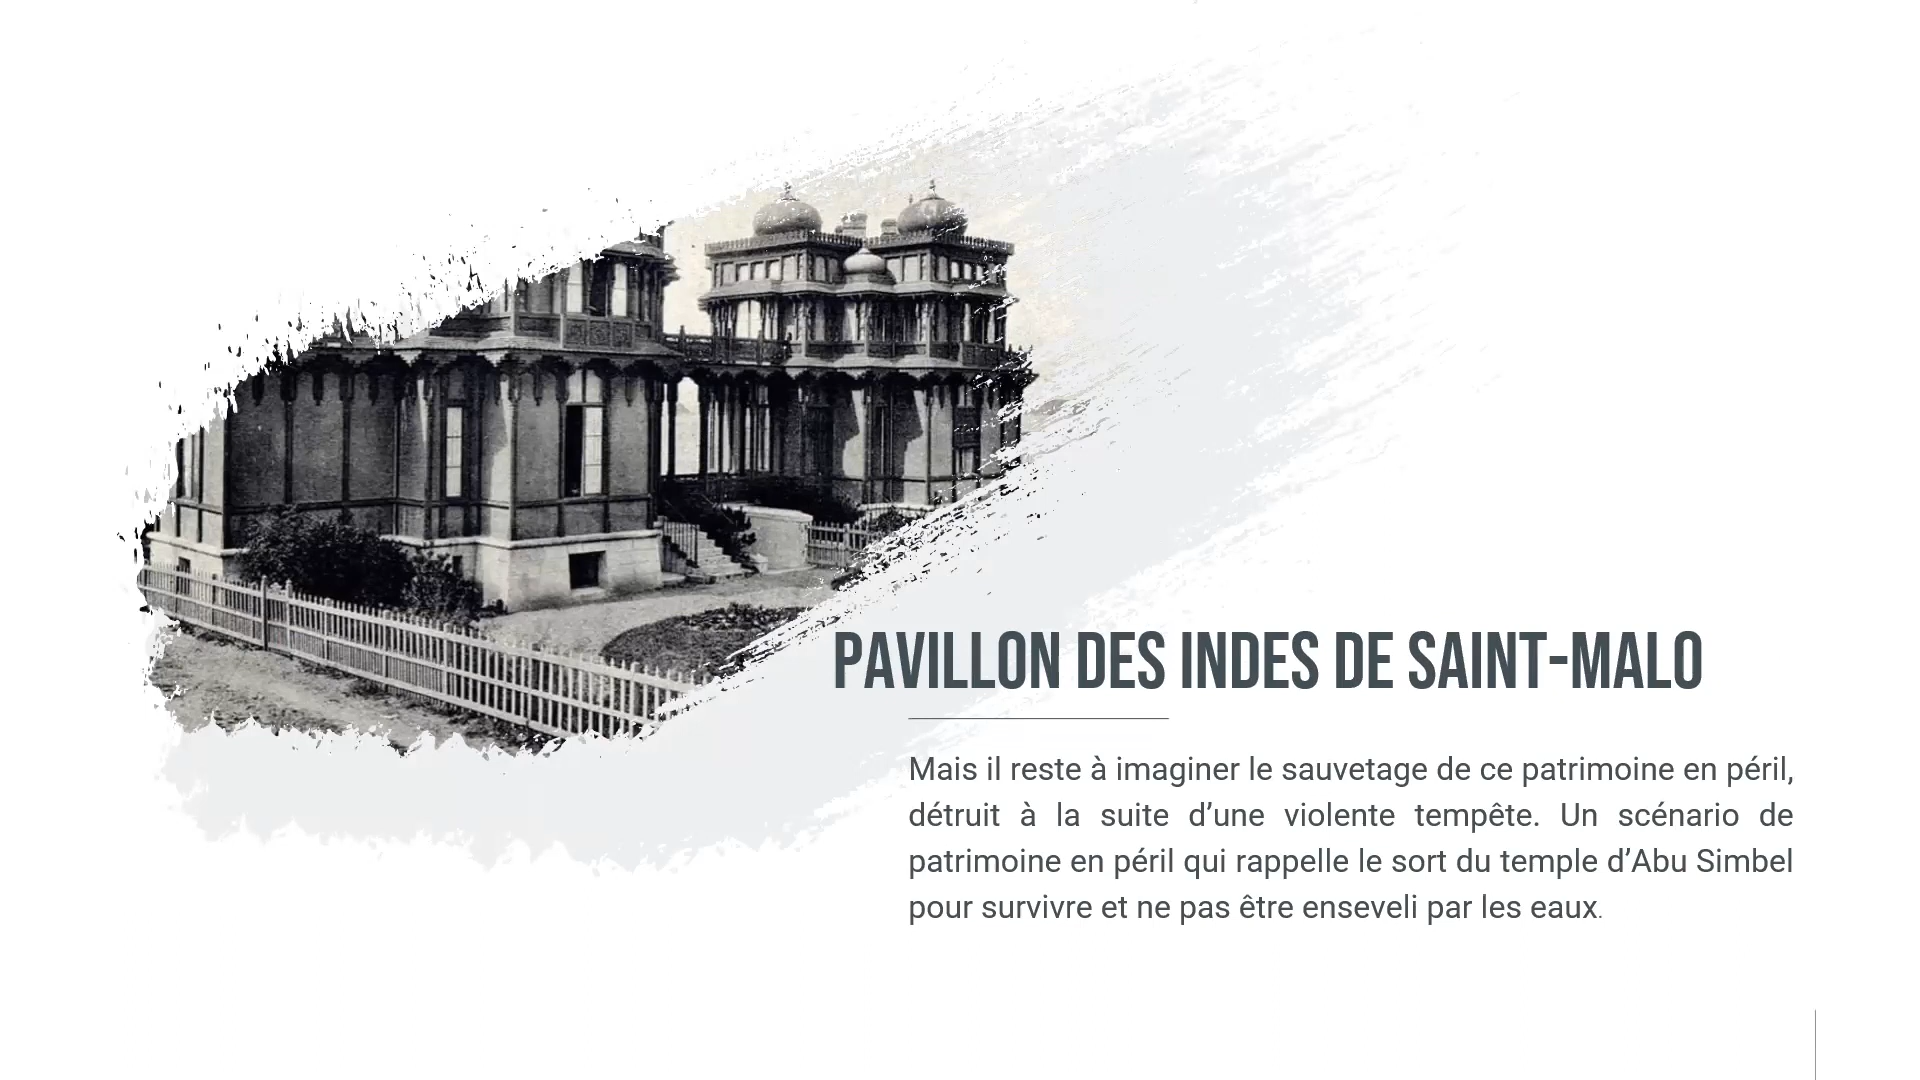 PAVILLON DES INDES DE SAINT-MALO
Mais il reste à imaginer le sauvetage de ce patrimoine en péril,
détruit à la suite d’une violente tempête. Un scénario de
patrimoine en péril qui rappelle le sort du temple d’Abu Simbel
pour survivre et ne pas être enseveli par les eaux.